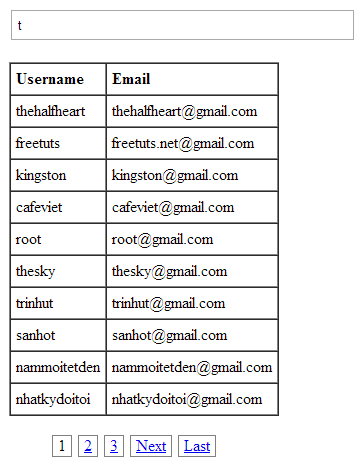 t
Username Email
thehalfheart thehalfheart@gmail.com
freetuts freetuts.net@gmail.com
kingston kingston@gmail.com
cafeviet cafeviet@gmail.com
root root@gmail.com
thesky thesky@gmail.com
trinhut trinhut@gmail.com
sanhot sanhot@gmail.com
nammoitetden nammoitetden@gmail.com
nhatkydoitoi nhatkydoitoi@gmail.com
1 2 3 Next Last